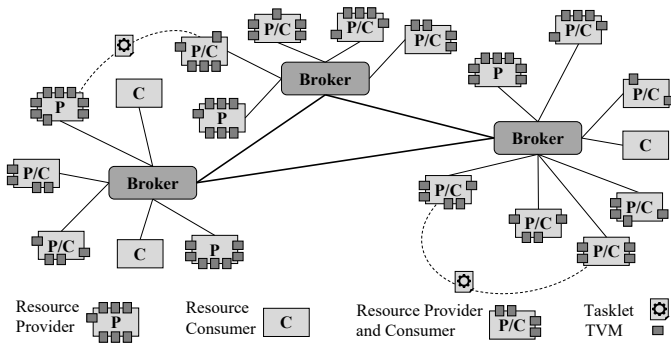 P/C
P/C
P/C
P/C
P/C
P
P/C
C
P
P
Broker
Broker
C
P/C
Broker
P/C
P/C
P/C
P/C
C
P
P/C
Resource
Provider
P
Resource
Consumer
C
Resource Provider
and Consumer
P/C
Tasklet
TVM